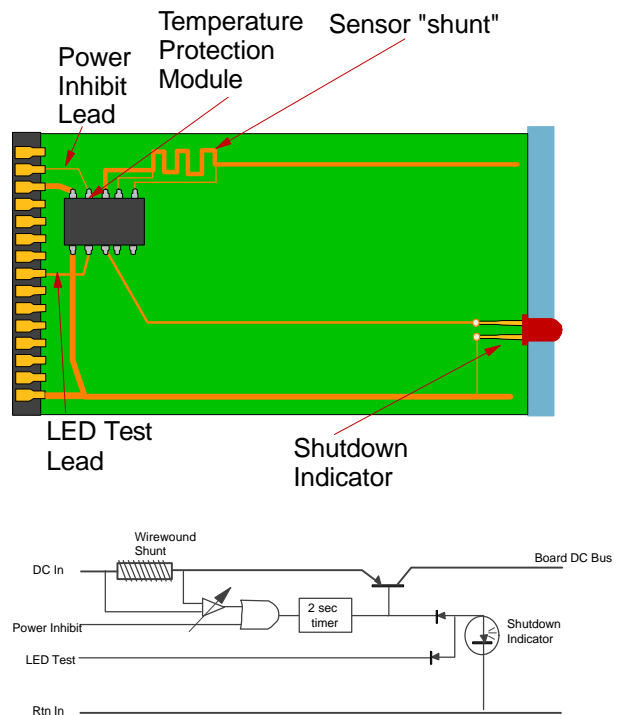 Temperature
Protection
Module
Sensor "shunt"
Power
Inhibit
Lead
LED Test
Lead
Shutdown
Indicator
Wirewound
Shunt
DC In
Board DC Bus
2 sec
timer
Power Inhibit
Shutdown
Indicator
LED Test
Rtn In